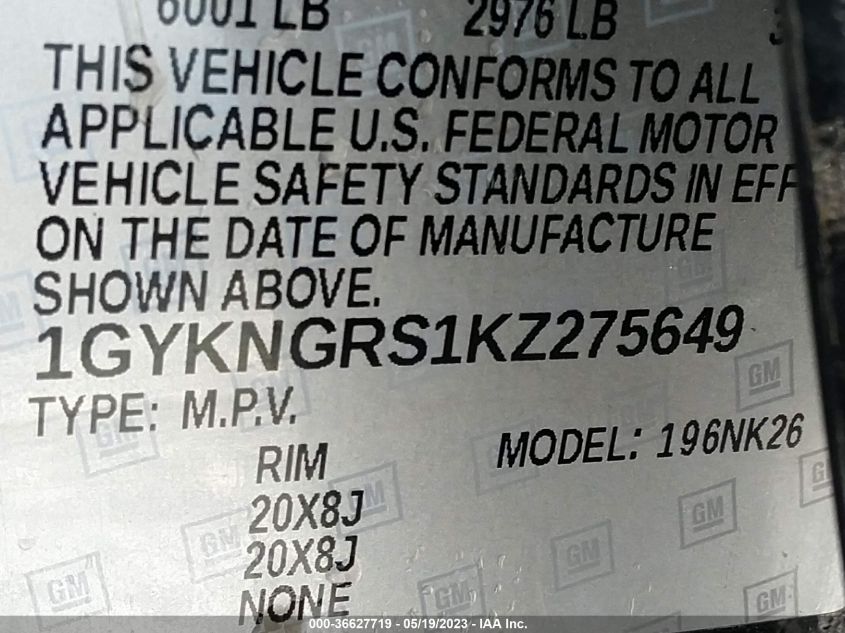 6001 LB 2976 LB
THIS VEHICLE CONFORMS TO ALL
APPLICABLE U.S. FEDERAL MOTOR
VEHICLE SAFETY STANDARDS IN EFF
ON THE DATE OF MANUFACTURE
SHOWN ABOVE.
1GYKNGRS1KZ275649
TYPE: M.P.V.
MODEL: 196NK26
RIM
20X8J
20X8J
NONE
GM
000-36627719 - 05/19/2023 - IAA Inc.